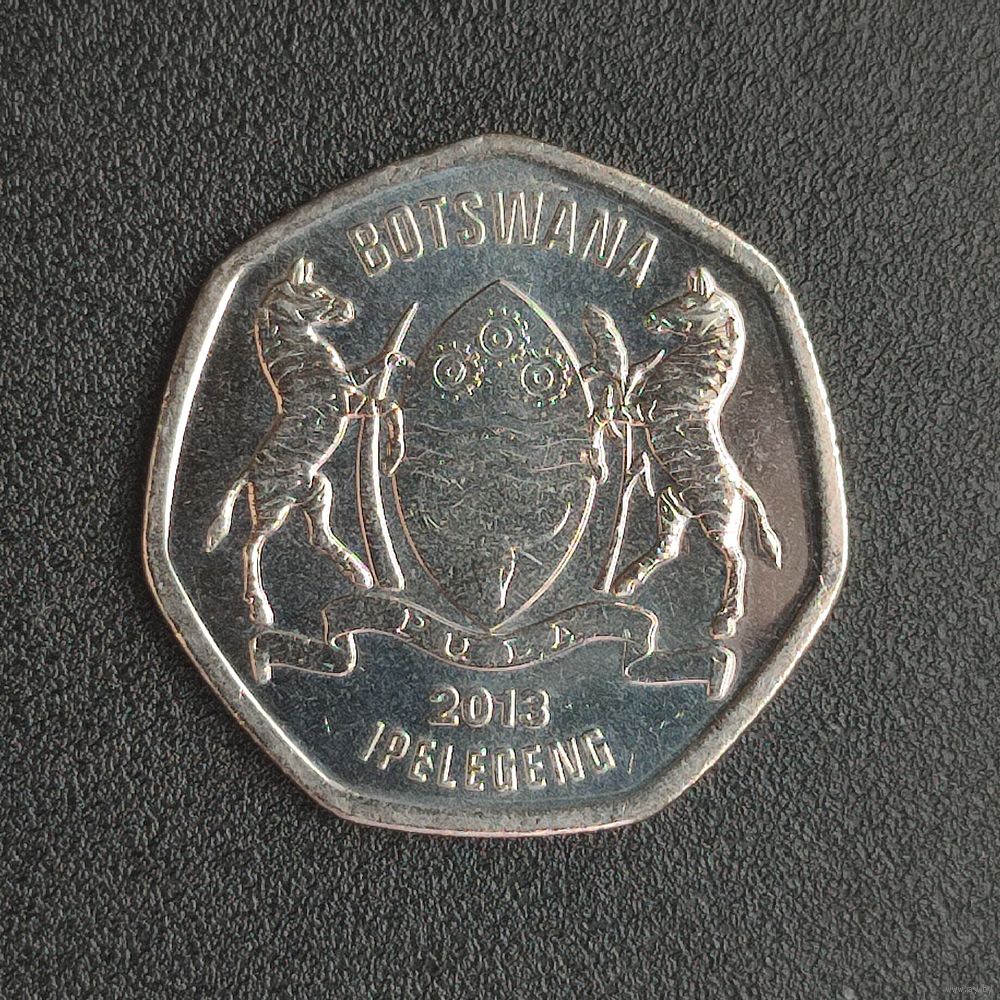 BOTSWANA
PULA
2013
IPELEGENG